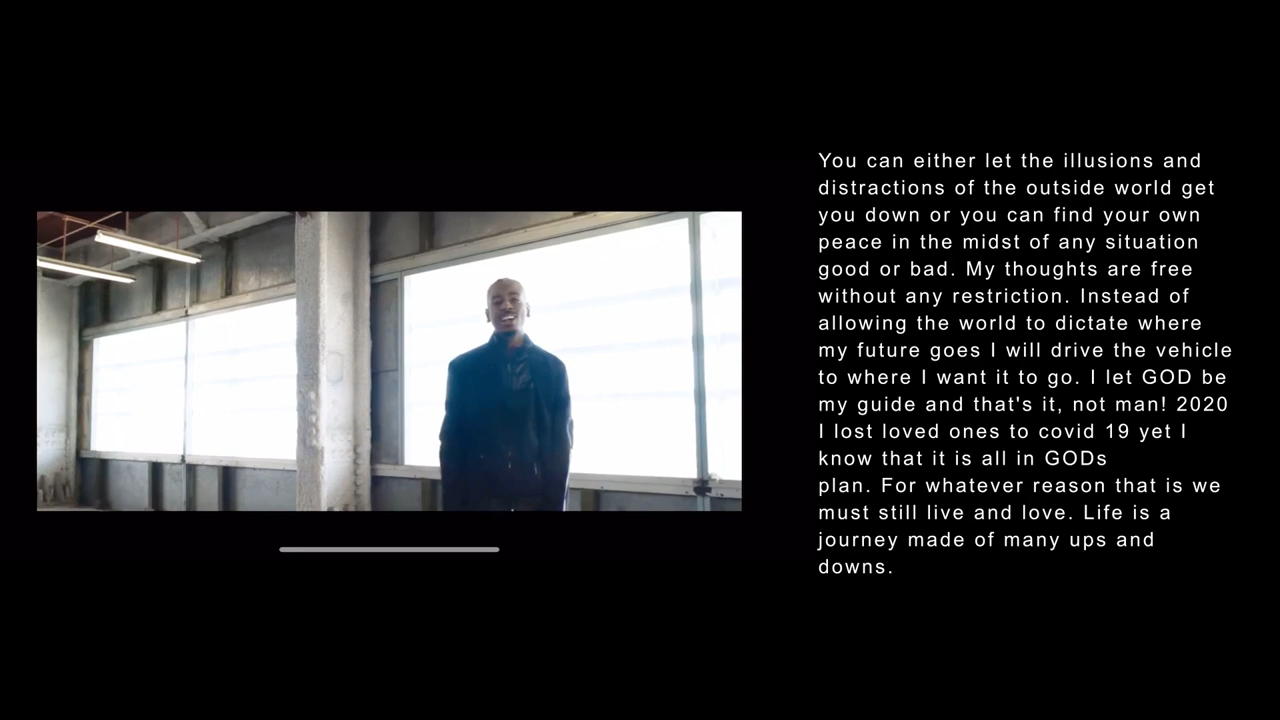 You can either let the illusions and
distractions of the outside world get
you down or you can find your own
peace in the midst of any situation
good or bad. My thoughts are free
without any restriction. Instead of
allowing the world to dictate where
my future goes I will drive the vehicle
to where I want it to go. I let GOD be
my guide and that's it, not man! 2020
I lost loved ones to covid 19 yet I
know that it is all in GODs
plan. For whatever reason that is we
must still live and love. Life is a
journey made of many ups and
downs.